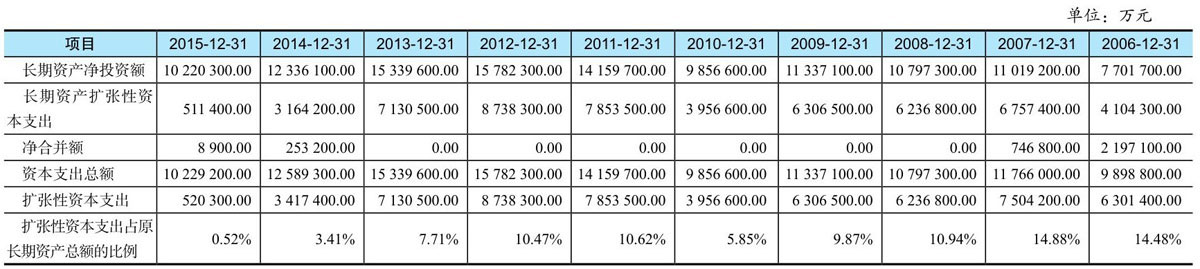 单位：万元
项目 2015-12-31 2014-12-31 2013-12-31 2012-12-31 2011-12-31 2010-12-31 2009-12-31 2008-12-31 2007-12-31 2006-12-31
长期资产净投资额 10 220 300.00 12 336 100.00 15 339 600.00 15 782 300.00 14 159 700.00 9 856 600.00 11 337 100.00 10 797 300.00 11 019 200.00 7 701 700.00
长期资产扩张性资
本支出 511 400.00 3 164 200.00 7 130 500.00 8 738 300.00 7 853 500.00 3 956 600.00 6 306 500.00 6 236 800.00 6 757 400.00 4 104 300.00
净合并额 8 900.00 253 200.00 0.00 0.00 0.00 0.00 0.00 0.00 746 800.00 2 197 100.00
资本支出总额 10 229 200.00 12 589 300.00 15 339 600.00 15 782 300.00 14 159 700.00 9 856 600.00 11 337 100.00 10 797 300.00 11 766 000.00 9 898 800.00
扩张性资本支出 520 300.00 3 417 400.00 7 130 500.00 8 738 300.00 7 853 500.00 3 956 600.00 6 306 500.00 6 236 800.00 7 504 200.00 6 301 400.00
扩张性资本支出占原
长期资产总额的比例 0.52% 3.41% 7.71% 10.47% 10.62% 5.85% 9.87% 10.94% 14.88% 14.48%